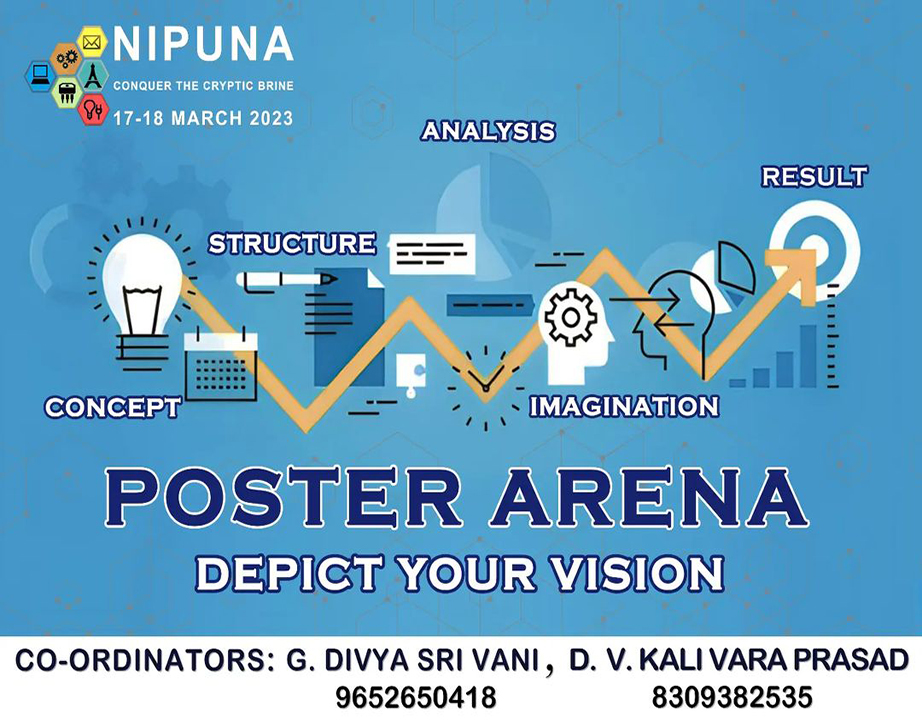 NIPUNA
CONQUER THE CRYPTIC BRINE
17-18 MARCH 2023
ANALYSIS
RESULT
STRUCTURE
CONCEPT
IMAGINATION
POSTER ARENA
DEPICT YOUR VISION
CO-ORDINATORS: G. DIVYA SRI VANI, D. V. KALI VARA PRASAD
9652650418 8309382535